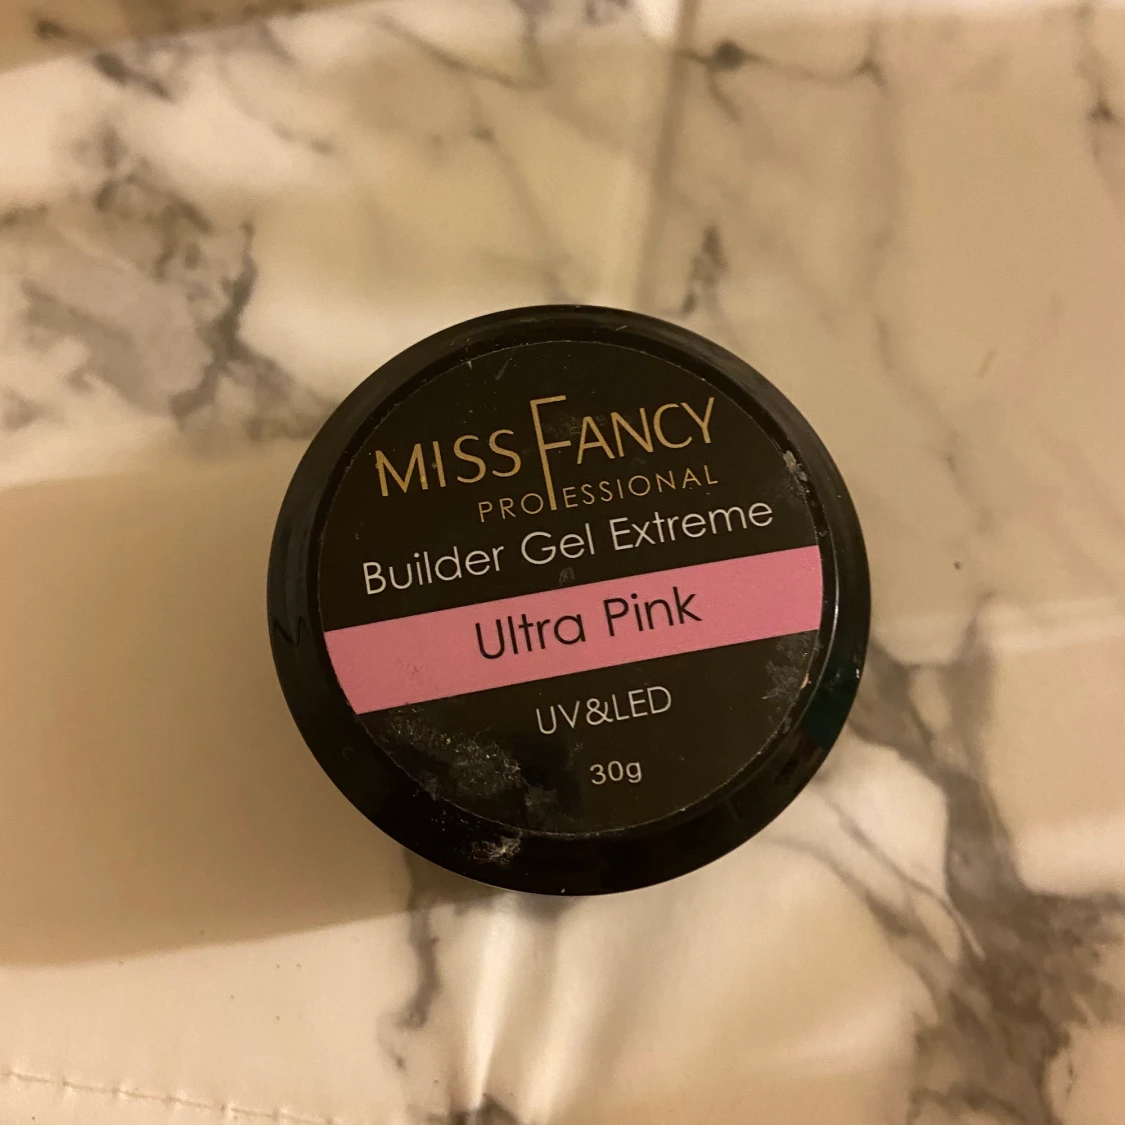 MISS FANCY
PROFESSIONAL
Builder Gel Extreme
Ultra Pink
UV&LED
30g